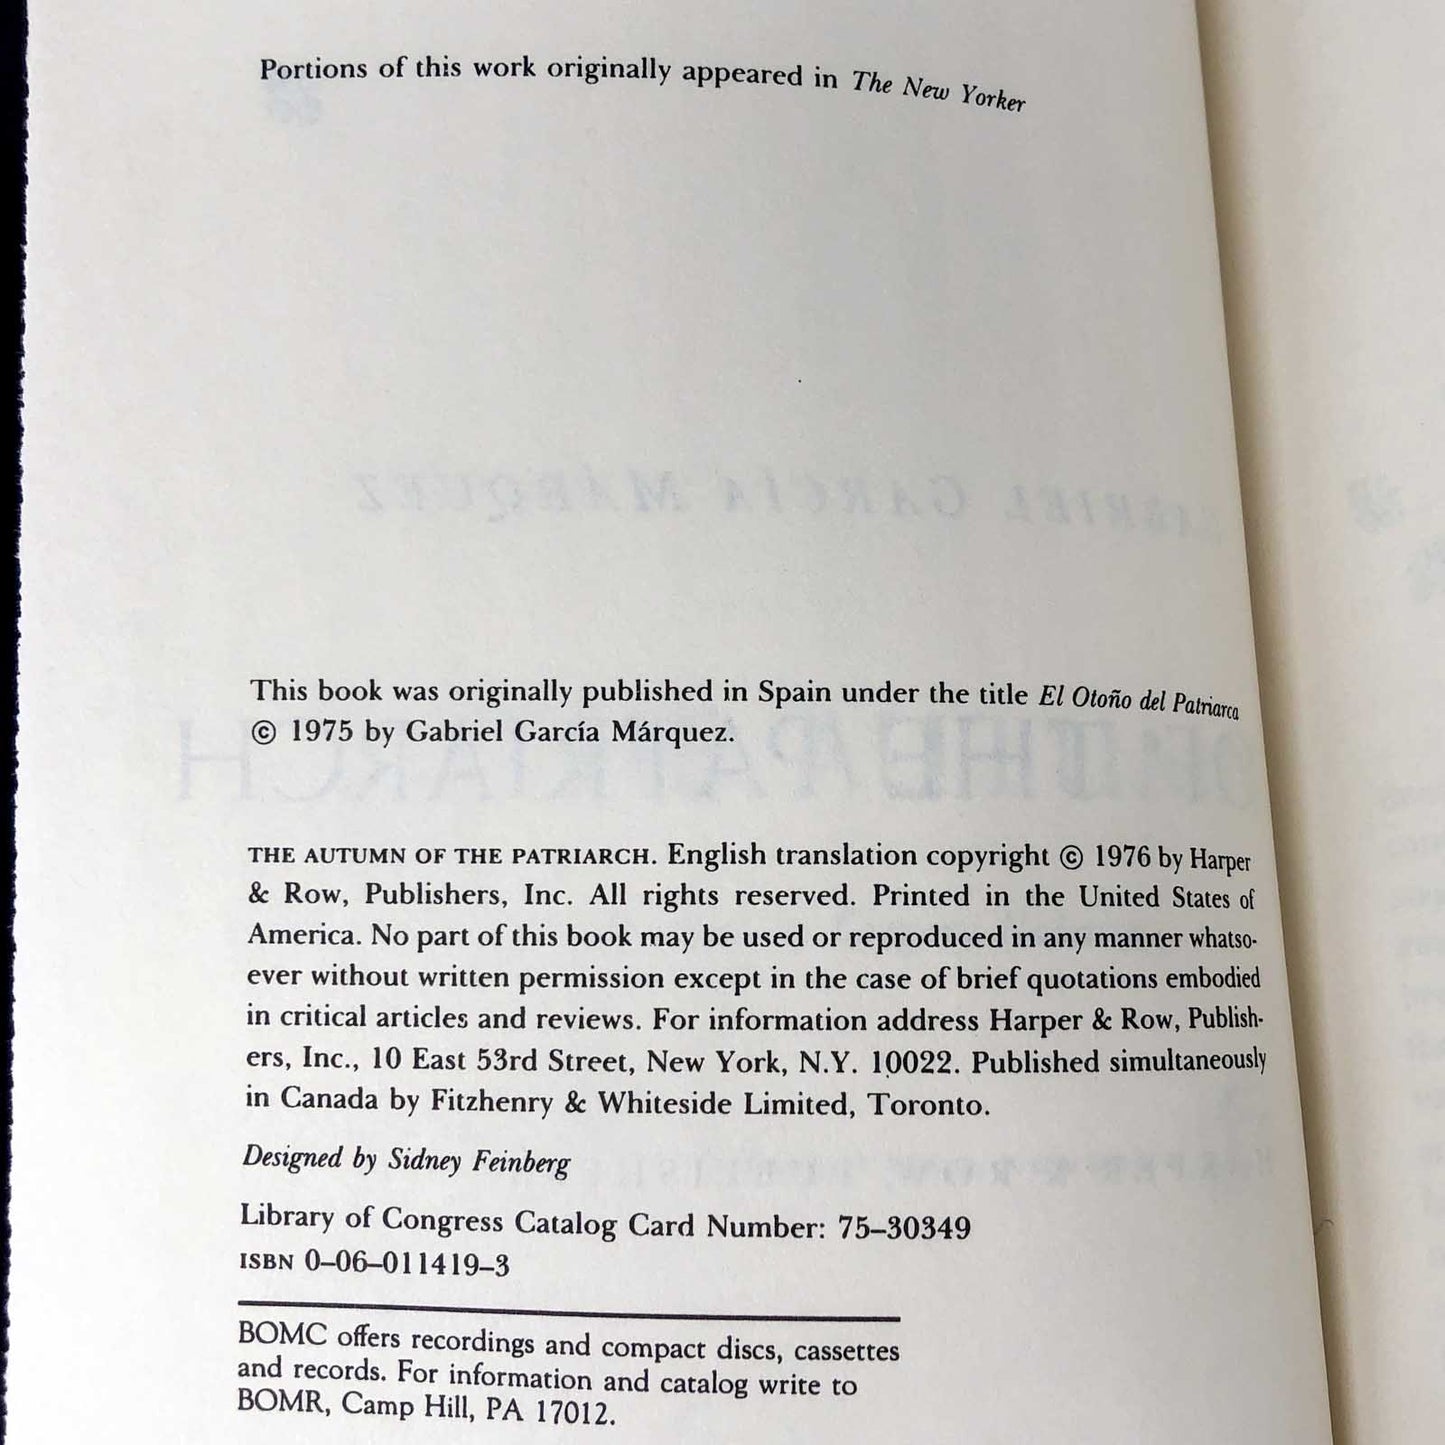 Portions of this work originally appeared in The New Yorker
This book was originally published in Spain under the title El Otoño del Patriarca
© 1975 by Gabriel García Márquez.
THE AUTUMN OF THE PATRIARCH. English translation copyright © 1976 by Harper
& Row, Publishers, Inc. All rights reserved. Printed in the United States of
America. No part of this book may be used or reproduced in any manner whatso-
ever without written permission except in the case of brief quotations embodied
in critical articles and reviews. For information address Harper & Row, Publish-
ers, Inc., 10 East 53rd Street, New York, N.Y. 10022. Published simultaneously
in Canada by Fitzhenry & Whiteside Limited, Toronto.
Designed by Sidney Feinberg
Library of Congress Catalog Card Number: 75–30349
ISBN 0–06–011419–3
BOMC offers recordings and compact discs, cassettes
and records. For information and catalog write to
BOMR, Camp Hill, PA 17012.